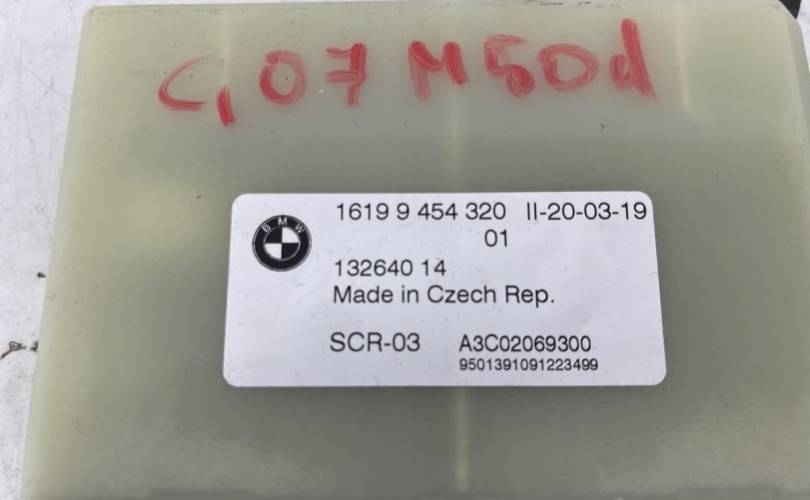 G07 M50d
BMW
1619 9 454 320 II-20-03-19
01
132640 14
Made in Czech Rep.
SCR-03 A3C02069300
9501391091223499